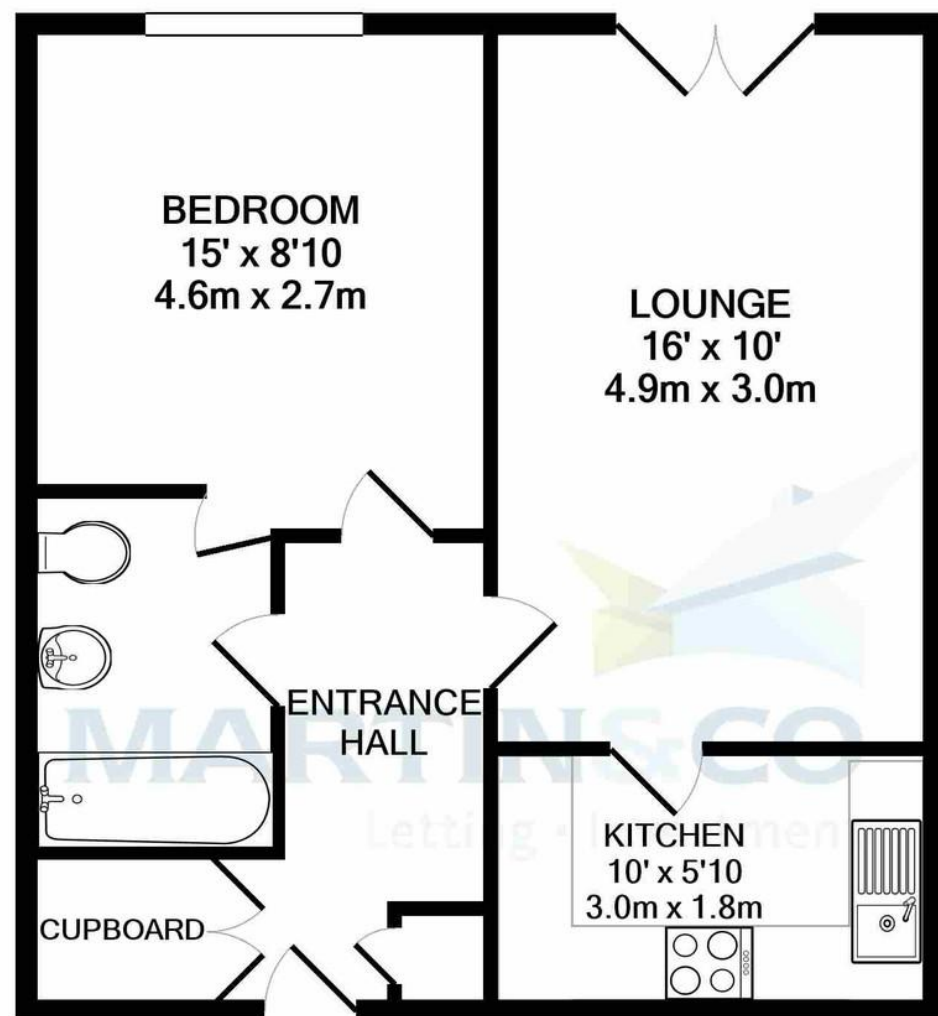 BEDROOM
15' x 8'10
4.6m x 2.7m
LOUNGE
16' x 10'
4.9m x 3.0m
ENTRANCE
HALL
MARTIN&CO
Letting •
KITCHEN
10' x 5'10
3.0m x 1.8m
CUPBOARD